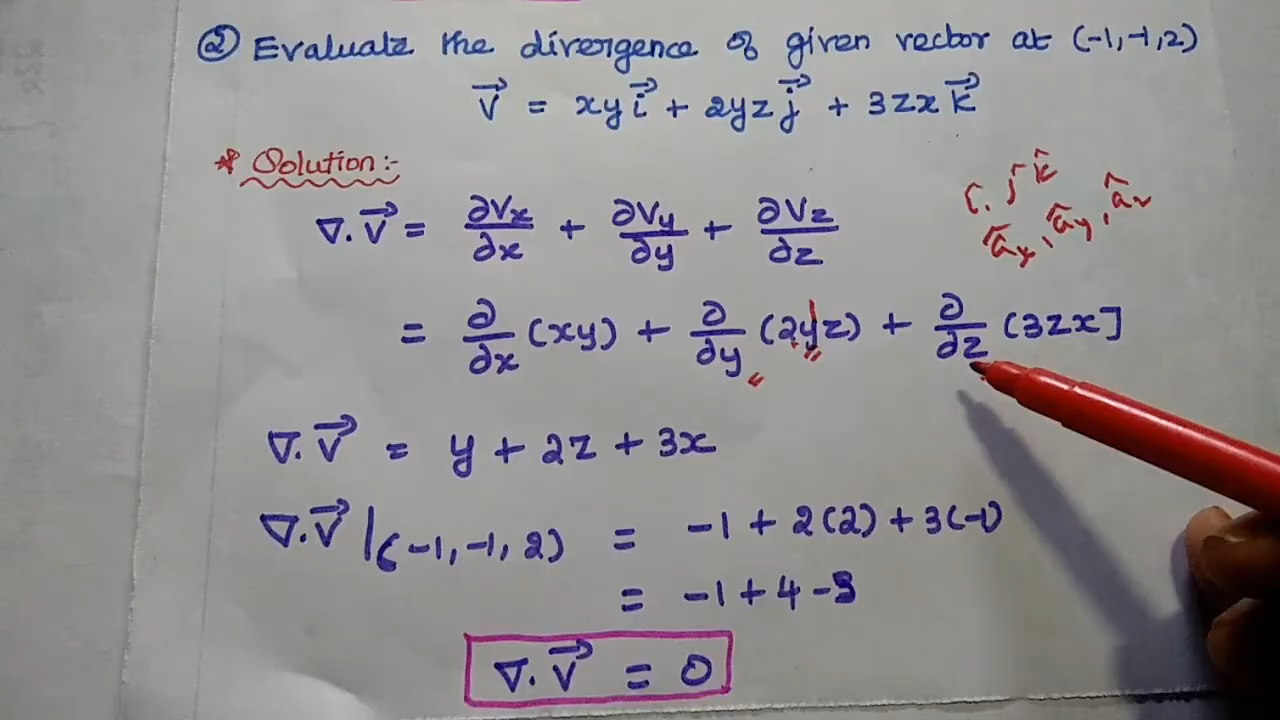 ② Evaluate the divergence of given vector at (-1,-1,2)
V⃗ = xy i⃗ + 2yz j⃗ + 3zx k⃗
* Solution:-
∇.V⃗ = ∂Vx/∂x + ∂Vy/∂y + ∂Vz/∂z
k̂
âx, ây, âz
= ∂/∂x (xy) + ∂/∂y (2yz) + ∂/∂z (3zx]
∇.V⃗ = y + 2z + 3x
∇.V⃗ |(-1,-1,2) = -1 + 2(2) + 3(-1)
= -1 + 4 - 3
∇.V⃗ = 0